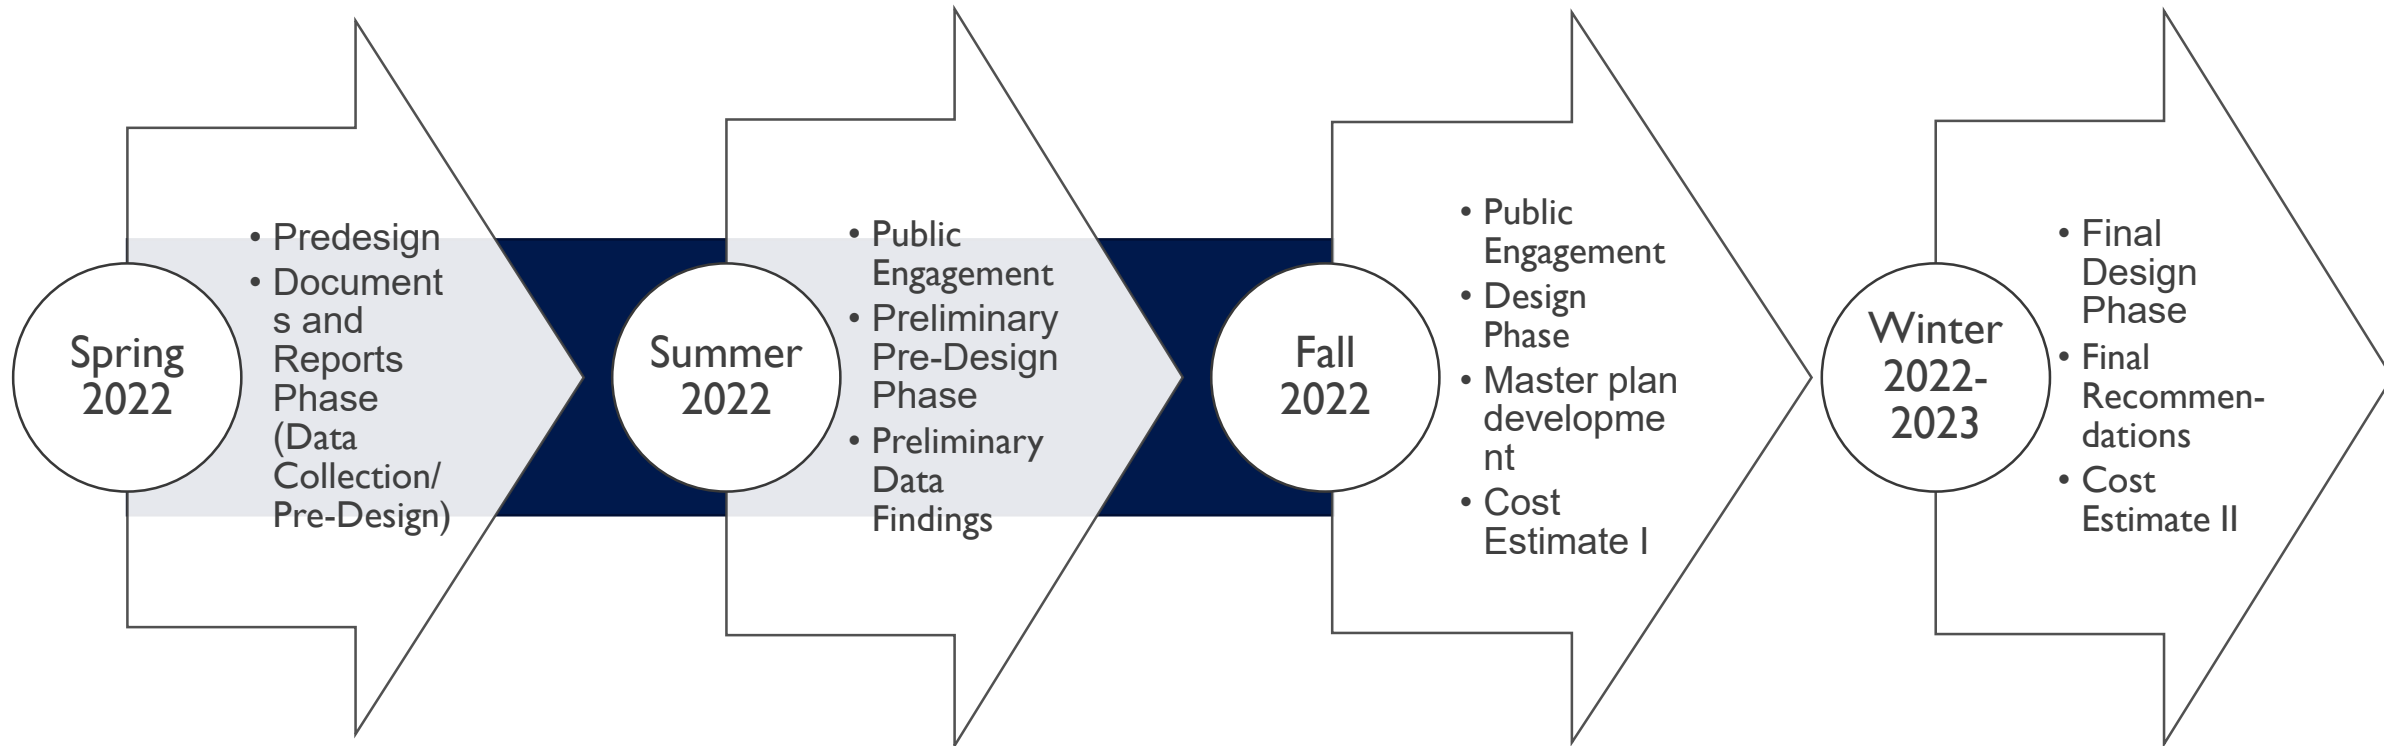 Spring
2022
• Predesign
• Document
s and
Reports
Phase
(Data
Collection/
Pre-Design)
Summer
2022
• Public
Engagement
• Preliminary
Pre-Design
Phase
• Preliminary
Data
Findings
Fall
2022
• Public
Engagement
• Design
Phase
• Master plan
developme
nt
• Cost
Estimate I
Winter
2022-
2023
• Final
Design
Phase
• Final
Recommen-
dations
• Cost
Estimate II